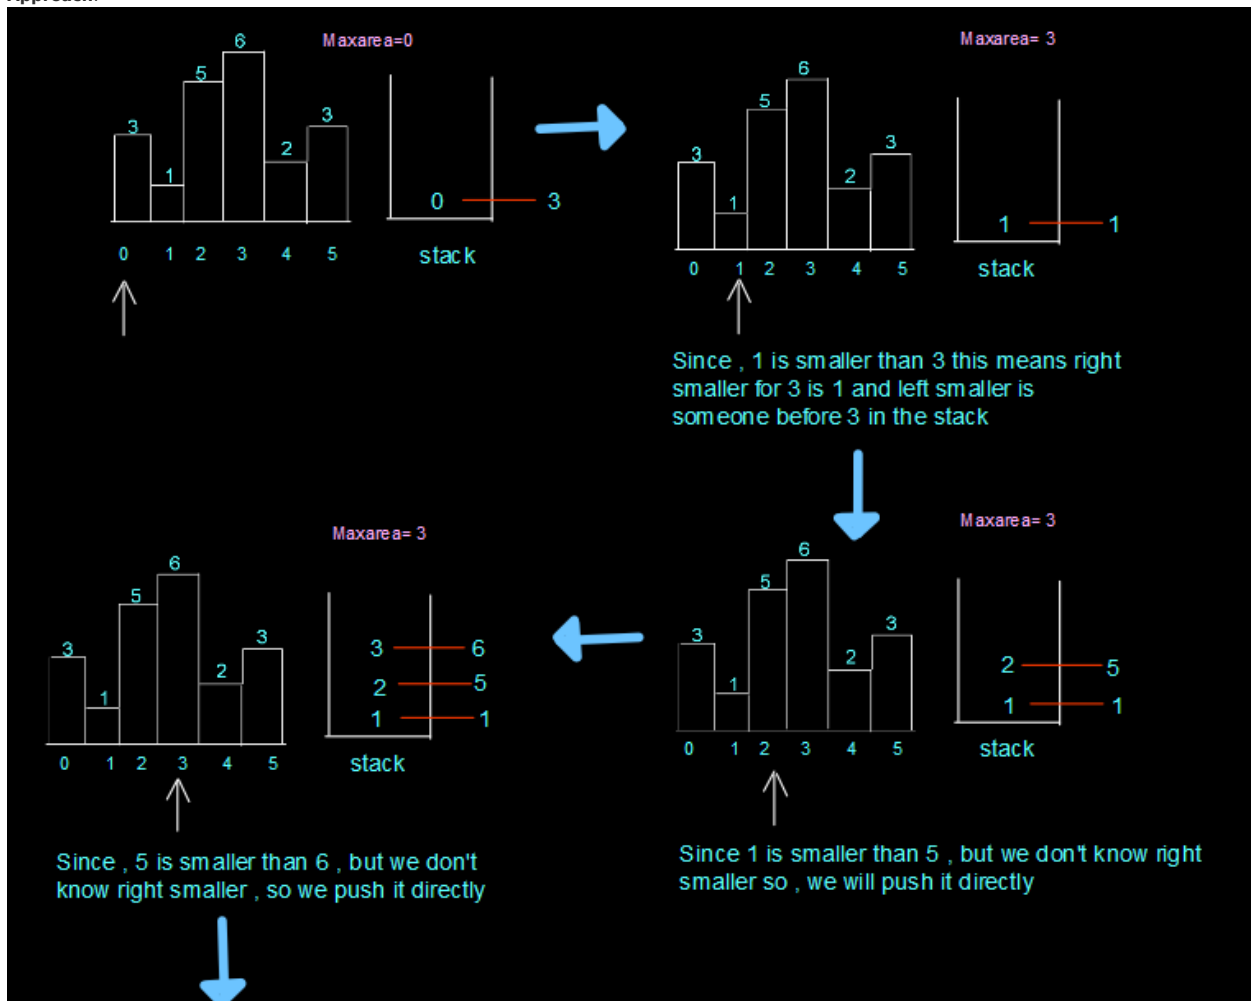 Approach:
Maxarea=0
6
5
3
3
2
1
0 3
0 1 2 3 4 5
stack
Maxarea= 3
6
5
3
3
2
1
1 1
0 1 2 3 4 5
stack
Since , 1 is smaller than 3 this means right
smaller for 3 is 1 and left smaller is
someone before 3 in the stack
Maxarea= 3
6
5
3
3
2
1
2 5
1 1
0 1 2 3 4 5
stack
Since 1 is smaller than 5 , but we don't know right
smaller so , we will push it directly
Maxarea= 3
6
5
3
3
2
1
3 6
2 5
1 1
0 1 2 3 4 5
stack
Since , 5 is smaller than 6 , but we don't
know right smaller , so we push it directly